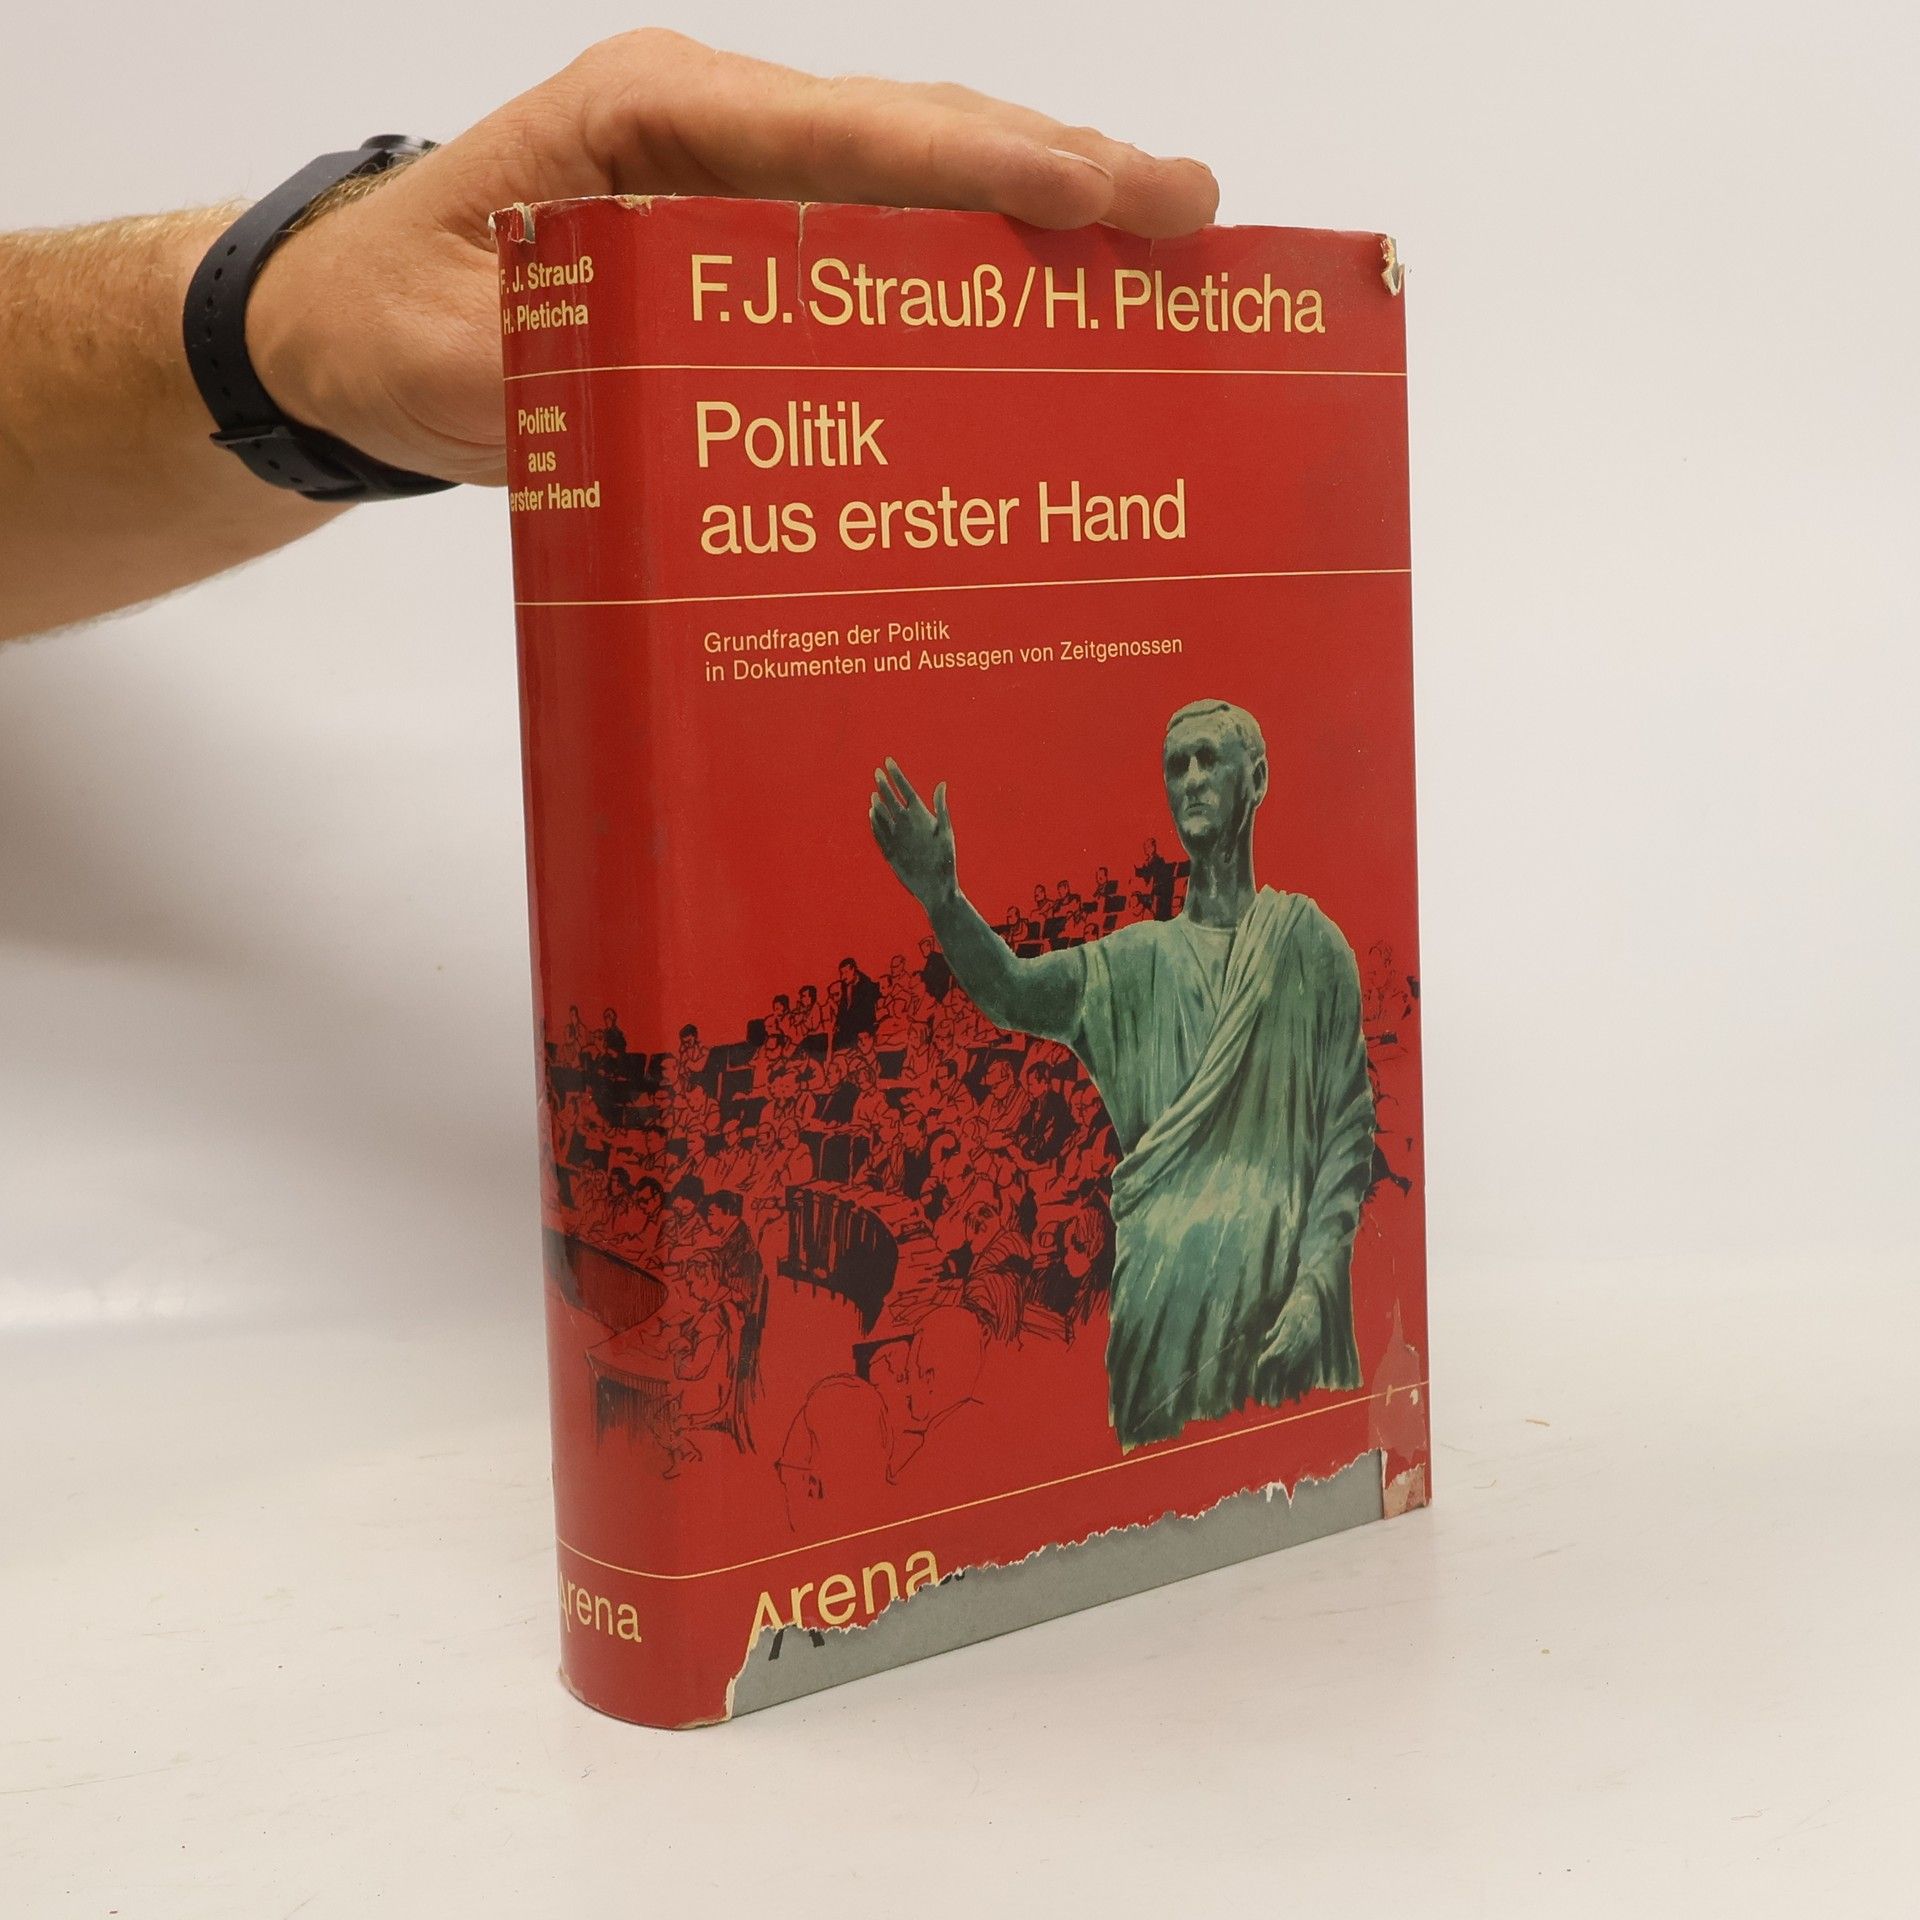 F. J. Strauß
H. Pleticha
Politik
aus
erster Hand
Arena
F. J. Strauß/H. Pleticha
Politik
aus erster Hand
Grundfragen der Politik
in Dokumenten und Aussagen von Zeitgenossen
Arena